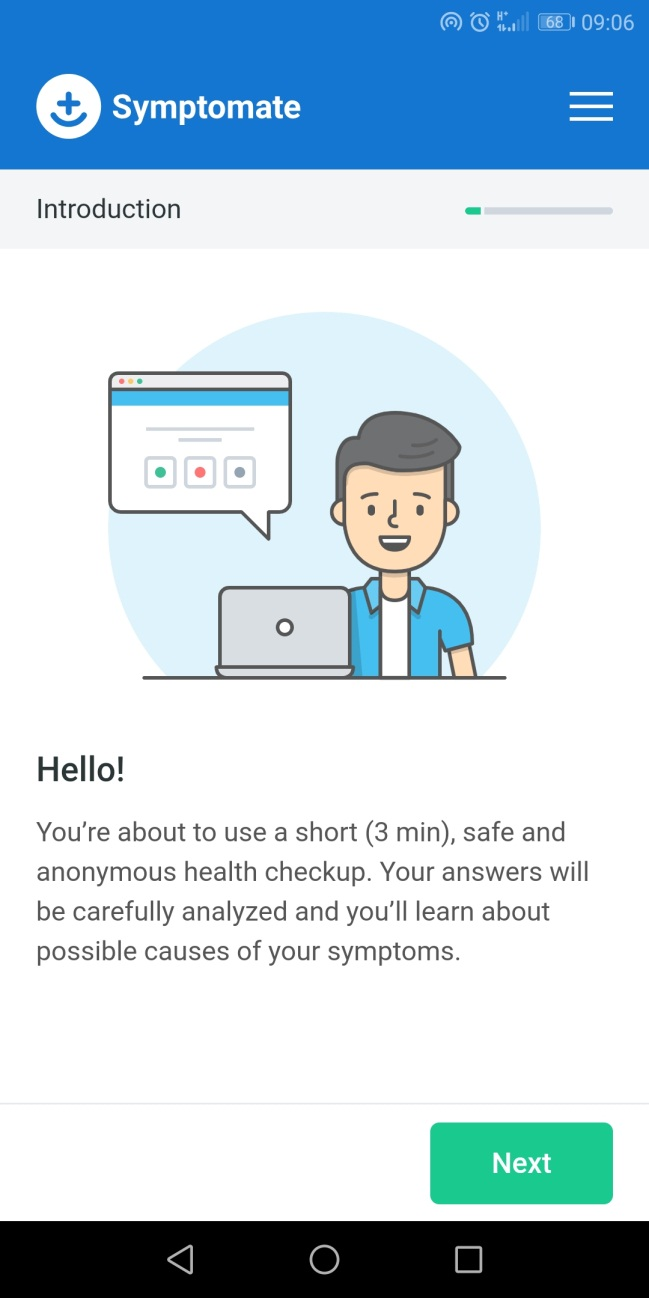 68 09:06
Symptomate
Introduction
Hello!
You’re about to use a short (3 min), safe and
anonymous health checkup. Your answers will
be carefully analyzed and you’ll learn about
possible causes of your symptoms.
Next